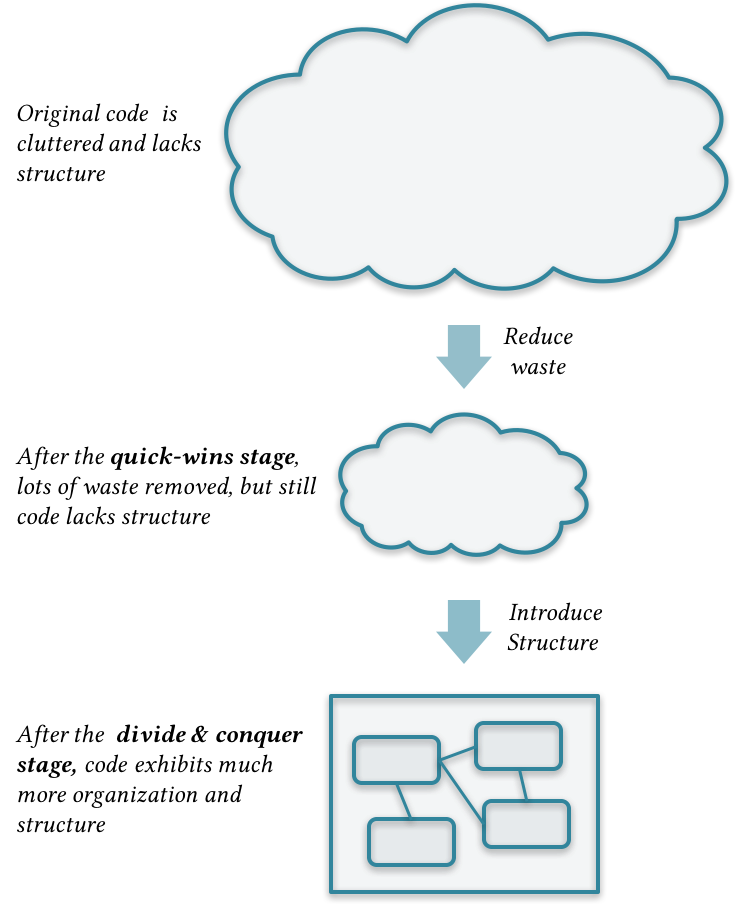 Original code is
cluttered and lacks
structure
Reduce
waste
After the quick-wins stage,
lots of waste removed, but still
code lacks structure
Introduce
Structure
After the divide & conquer
stage, code exhibits much
more organization and
structure